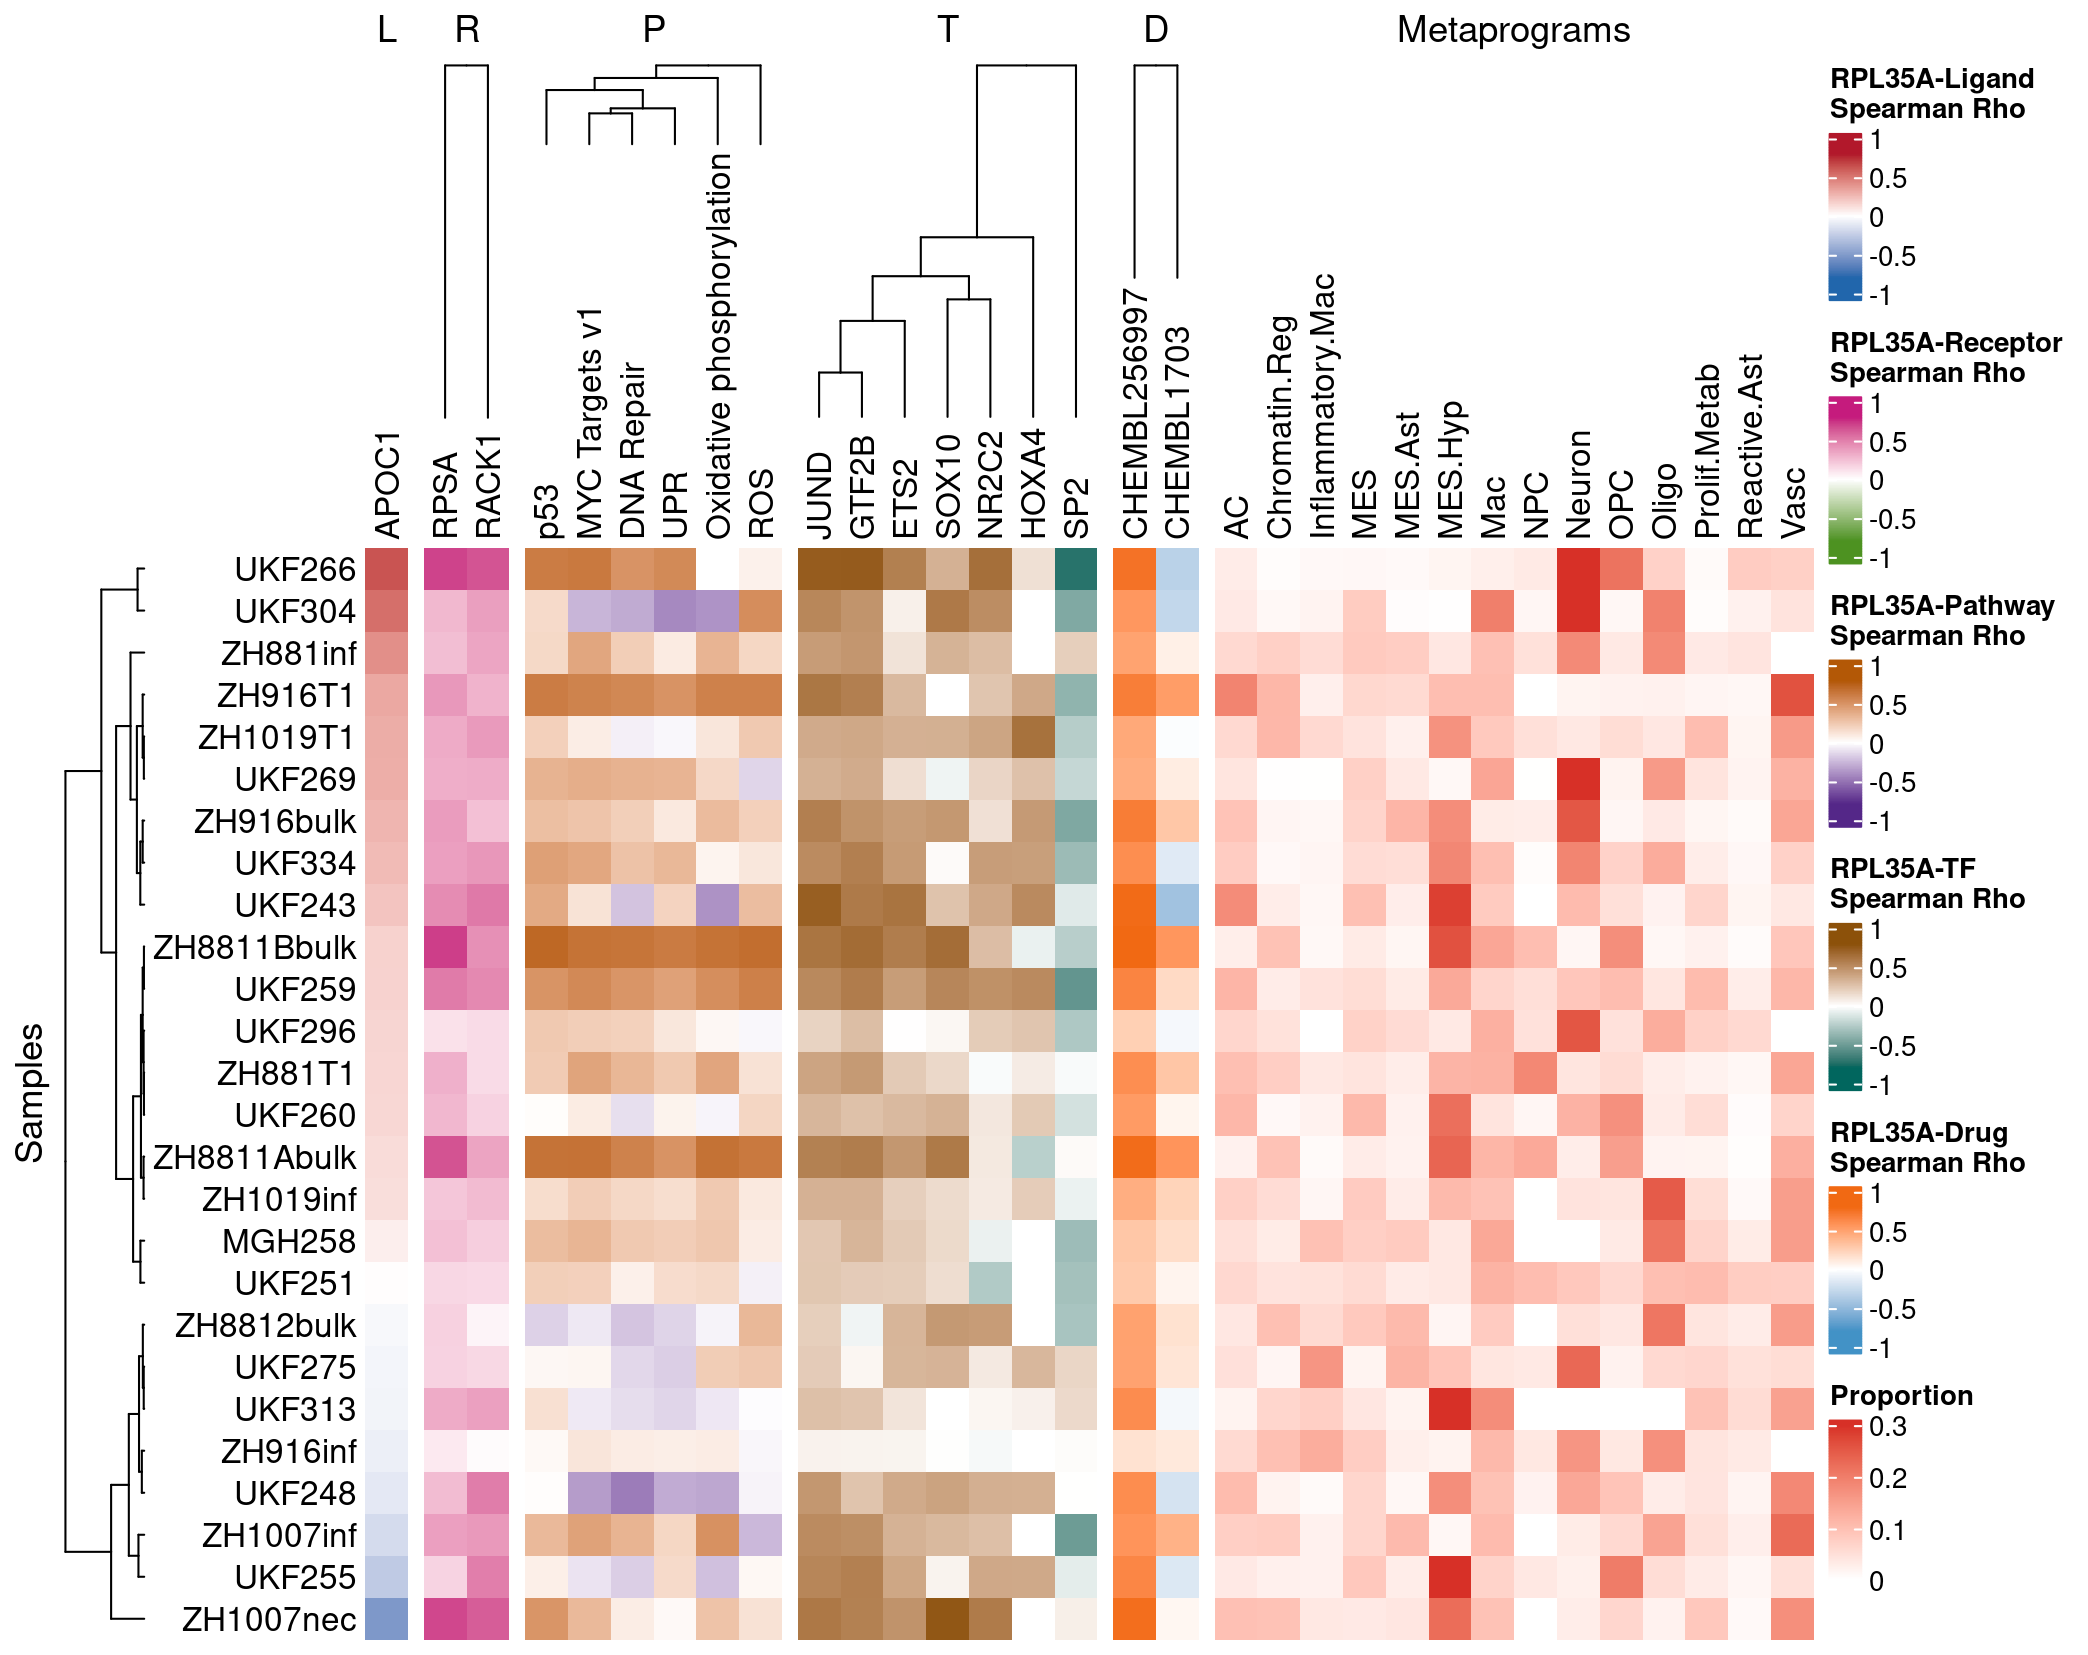 L R P T D Metaprograms
APOC1
RPSA
RACK1
p53
MYC Targets v1
DNA Repair
UPR
Oxidative phosphorylation
ROS
JUND
GTF2B
ETS2
SOX10
NR2C2
HOXA4
SP2
CHEMBL256997
CHEMBL1703
AC
Chromatin.Reg
Inflammatory.Mac
MES
MES.Ast
MES.Hyp
Mac
NPC
Neuron
OPC
Oligo
Prolif.Metab
Reactive.Ast
Vasc
Samples
UKF266
UKF304
ZH881inf
ZH916T1
ZH1019T1
UKF269
ZH916bulk
UKF334
UKF243
ZH8811Bbulk
UKF259
UKF296
ZH881T1
UKF260
ZH8811Abulk
ZH1019inf
MGH258
UKF251
ZH8812bulk
UKF275
UKF313
ZH916inf
UKF248
ZH1007inf
UKF255
ZH1007nec
RPL35A-Ligand
Spearman Rho
1
0.5
0
-0.5
-1
RPL35A-Receptor
Spearman Rho
1
0.5
0
-0.5
-1
RPL35A-Pathway
Spearman Rho
1
0.5
0
-0.5
-1
RPL35A-TF
Spearman Rho
1
0.5
0
-0.5
-1
RPL35A-Drug
Spearman Rho
1
0.5
0
-0.5
-1
Proportion
0.3
0.2
0.1
0